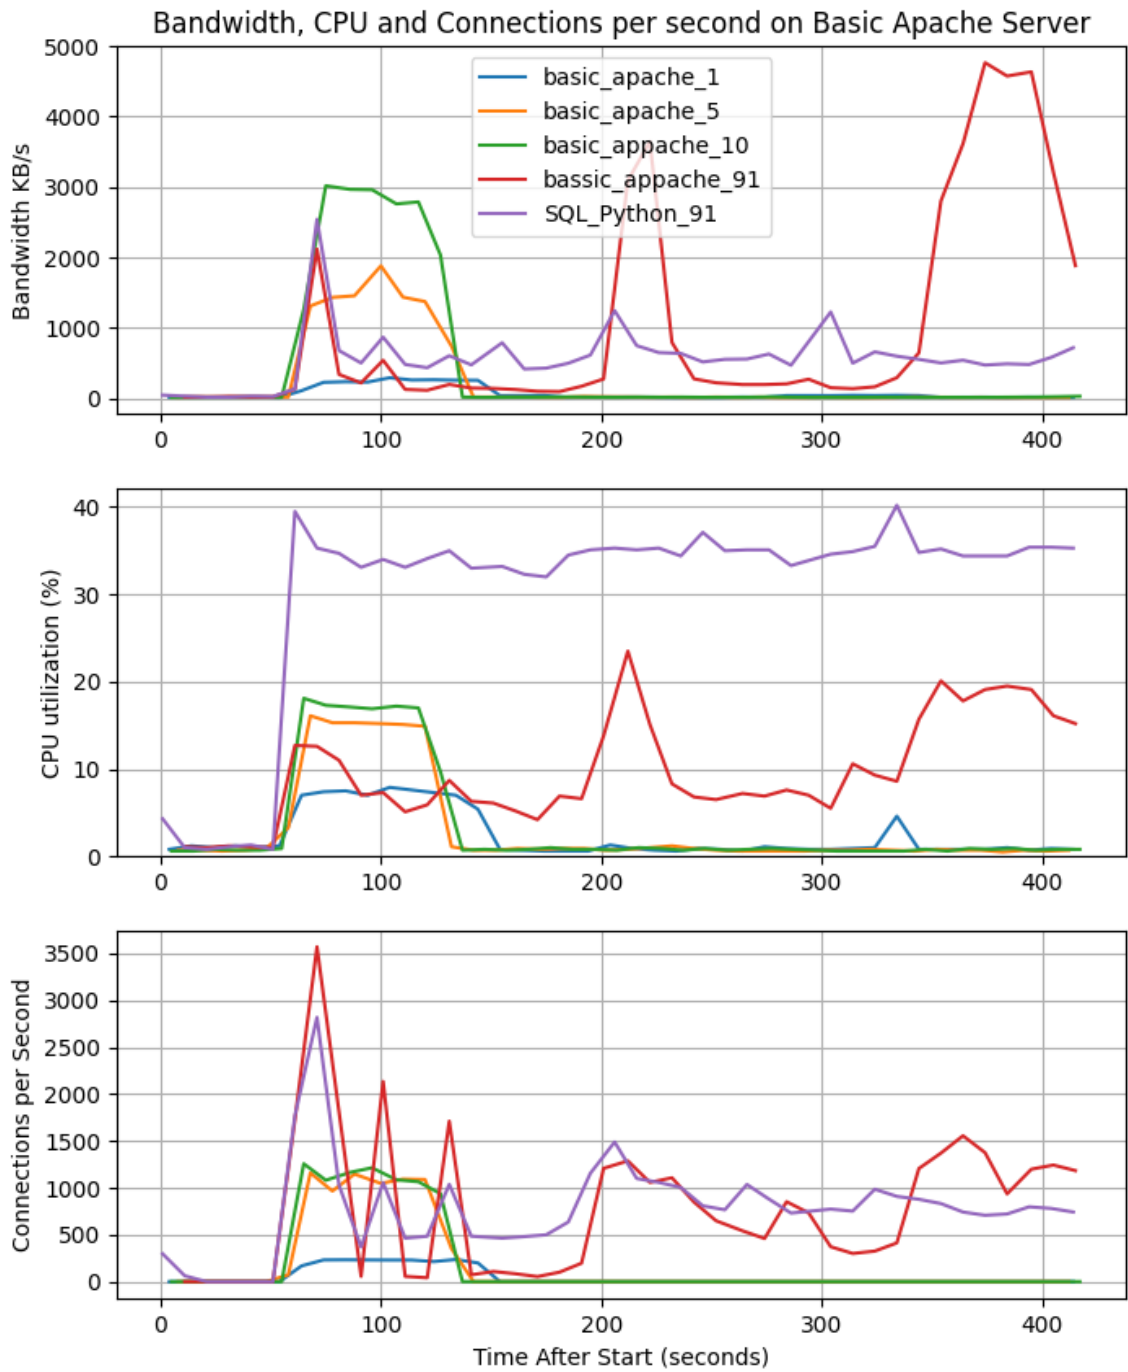 Bandwidth, CPU and Connections per second on Basic Apache Server
5000
4000
3000
2000
1000
0
Bandwidth KB/s
basic_apache_1
basic_apache_5
basic_appache_10
bassic_appache_91
SQL_Python_91
0 100 200 300 400
40
30
20
10
0
CPU utilization (%)
0 100 200 300 400
3500
3000
2500
2000
1500
1000
500
0
Connections per Second
0 100 200 300 400
Time After Start (seconds)